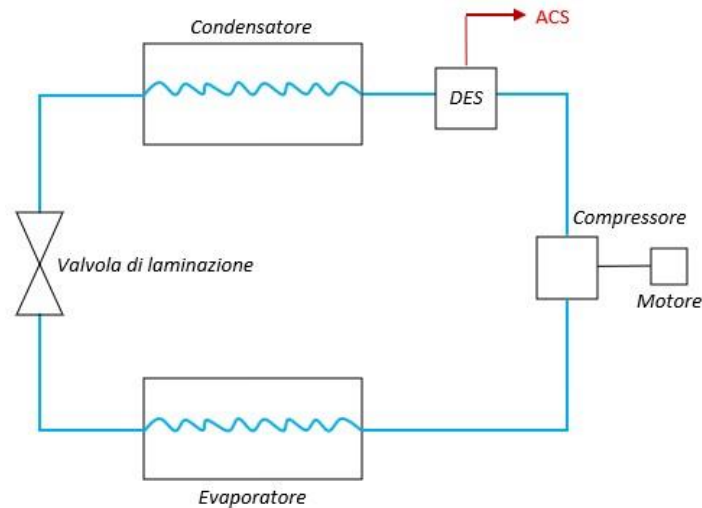 Condensatore
ACS
DES
Compressore
Valvola di laminazione
Motore
Evaporatore